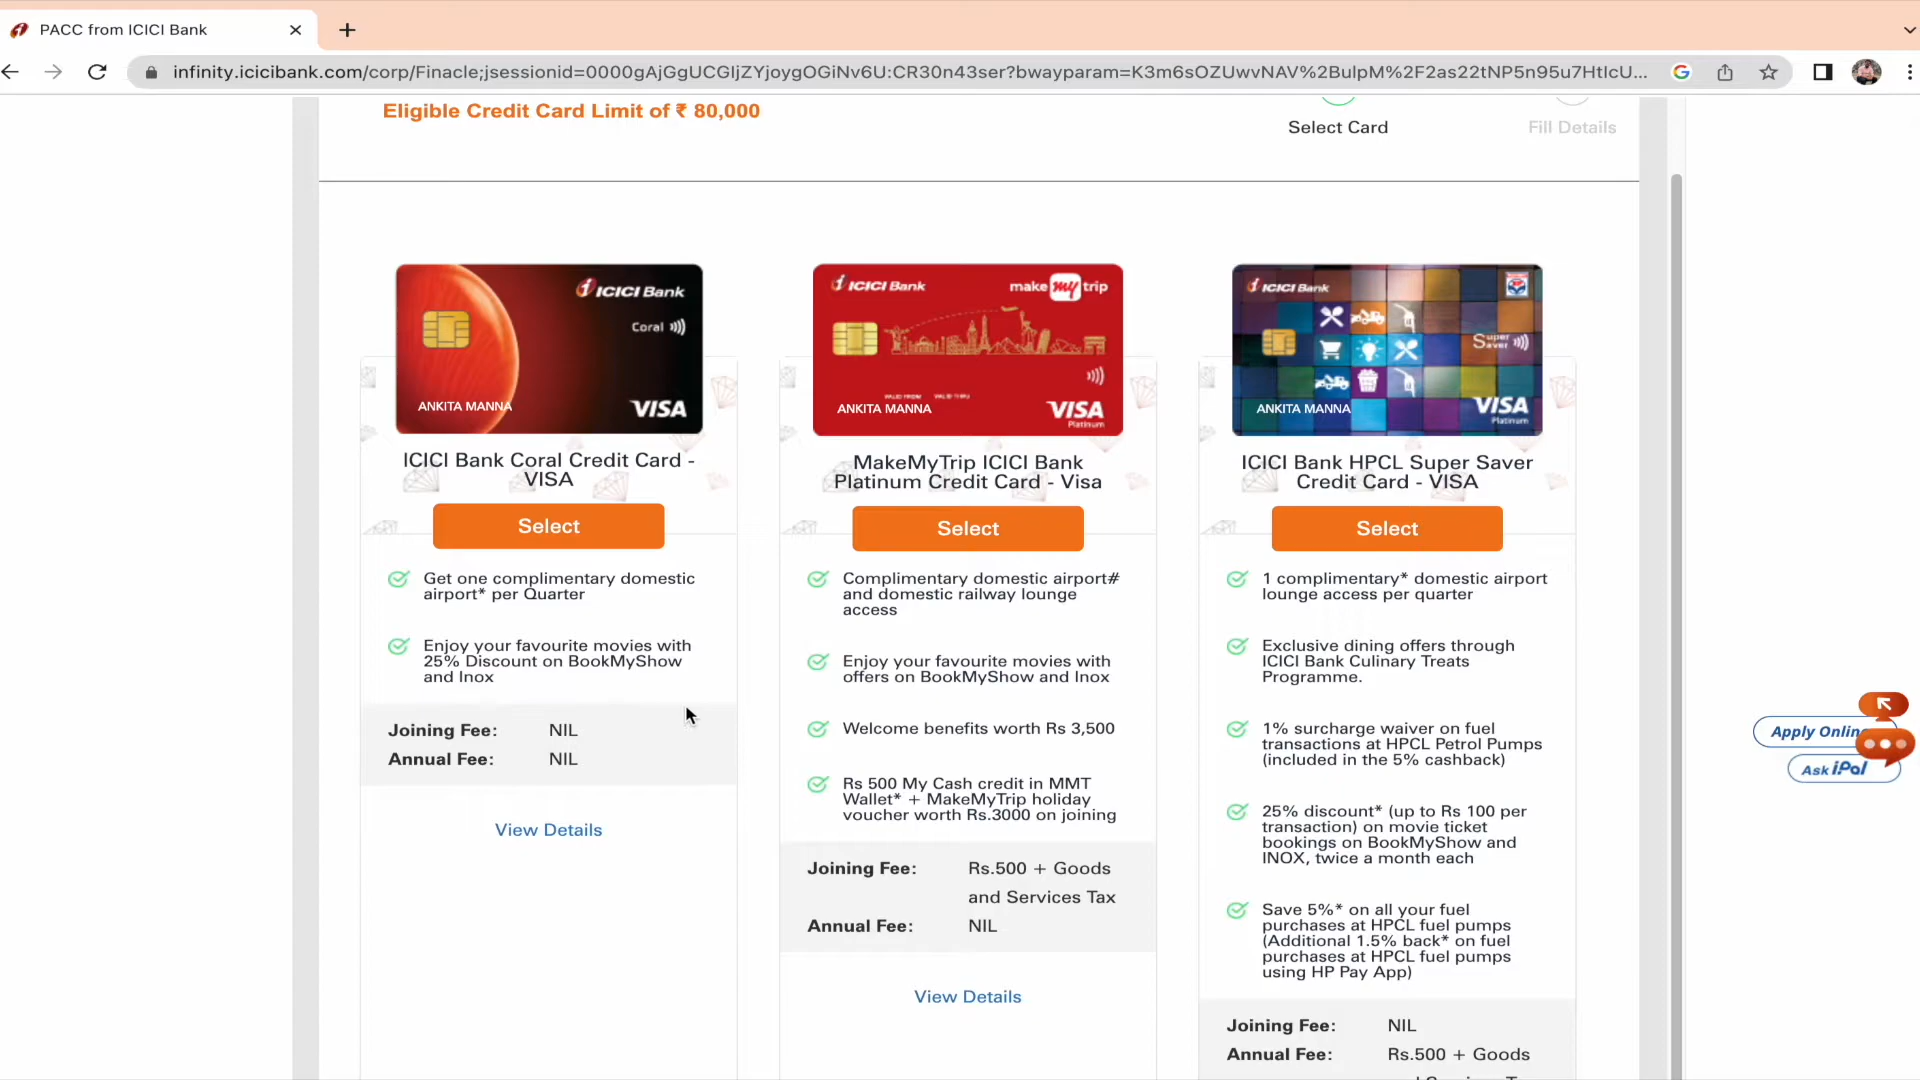 PACC from ICICI Bank
infinity.icicibank.com/corp/Finacle;jsessionid=0000gAjGgUCGIjZYjoygOGiNv6U:CR30n43ser?bwayparam=K3m6sOZUwvNAV%2BulpM%2F2as22tNP5n95u7HtIcU...
Eligible Credit Card Limit of ₹ 80,000
Select Card
Fill Details
ICICI Bank
Coral
ANKITA MANNA
VISA
ICICI Bank Coral Credit Card -
VISA
Select
Get one complimentary domestic
airport* per Quarter
Enjoy your favourite movies with
25% Discount on BookMyShow
and Inox
Joining Fee: NIL
Annual Fee: NIL
View Details
ICICI Bank
make my trip
VALID FROM VALID THRU
ANKITA MANNA
VISA
Platinum
MakeMyTrip ICICI Bank
Platinum Credit Card - Visa
Select
Complimentary domestic airport#
and domestic railway lounge
access
Enjoy your favourite movies with
offers on BookMyShow and Inox
Welcome benefits worth Rs 3,500
Rs 500 My Cash credit in MMT
Wallet* + MakeMyTrip holiday
voucher worth Rs.3000 on joining
Joining Fee: Rs.500 + Goods
and Services Tax
Annual Fee: NIL
View Details
ICICI Bank
Super
Saver
ANKITA MANNA
VISA
Platinum
ICICI Bank HPCL Super Saver
Credit Card - VISA
Select
1 complimentary* domestic airport
lounge access per quarter
Exclusive dining offers through
ICICI Bank Culinary Treats
Programme.
1% surcharge waiver on fuel
transactions at HPCL Petrol Pumps
(included in the 5% cashback)
25% discount* (up to Rs 100 per
transaction) on movie ticket
bookings on BookMyShow and
INOX, twice a month each
Save 5%* on all your fuel
purchases at HPCL fuel pumps
(Additional 1.5% back* on fuel
purchases at HPCL fuel pumps
using HP Pay App)
Joining Fee: NIL
Annual Fee: Rs.500 + Goods
Apply Online
Ask iPal